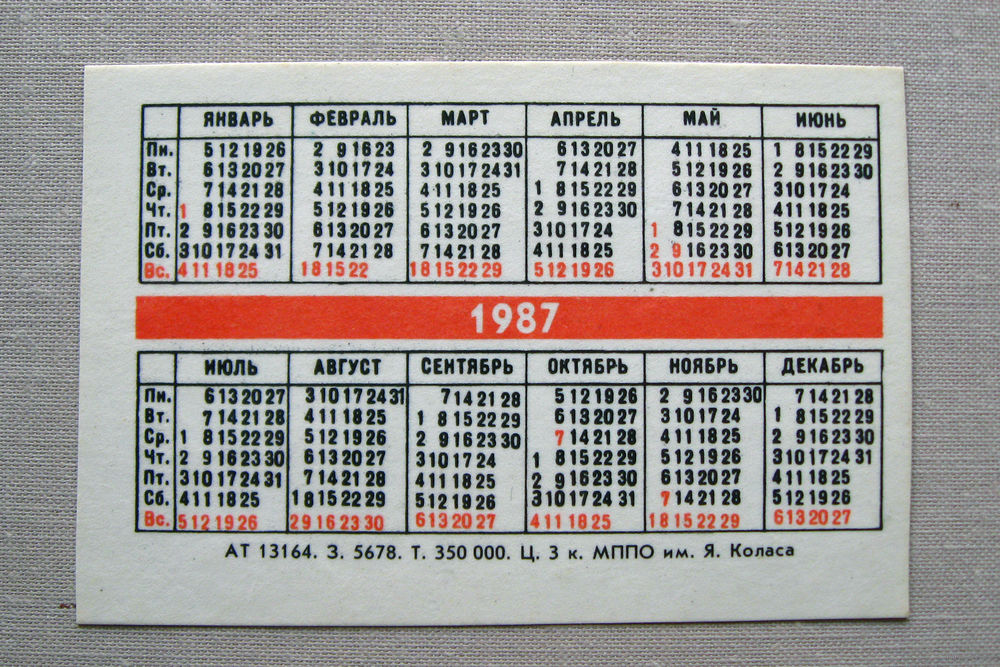 ЯНВАРЬ ФЕВРАЛЬ МАРТ АПРЕЛЬ МАЙ ИЮНЬ
Пн. 5 12 19 26 2 9 16 23 2 9 16 23 30 6 13 20 27 4 11 18 25 1 8 15 22 29
Вт. 6 13 20 27 3 10 17 24 3 10 17 24 31 7 14 21 28 5 12 19 26 2 9 16 23 30
Ср. 7 14 21 28 4 11 18 25 4 11 18 25 1 8 15 22 29 6 13 20 27 3 10 17 24
Чт. 1 8 15 22 29 5 12 19 26 5 12 19 26 2 9 16 23 30 7 14 21 28 4 11 18 25
Пт. 2 9 16 23 30 6 13 20 27 6 13 20 27 3 10 17 24 1 8 15 22 29 5 12 19 26
Сб. 3 10 17 24 31 7 14 21 28 7 14 21 28 4 11 18 25 2 9 16 23 30 6 13 20 27
Вс. 4 11 18 25 1 8 15 22 1 8 15 22 29 5 12 19 26 3 10 17 24 31 7 14 21 28
1987
ИЮЛЬ АВГУСТ СЕНТЯБРЬ ОКТЯБРЬ НОЯБРЬ ДЕКАБРЬ
Пн. 6 13 20 27 3 10 17 24 31 7 14 21 28 5 12 19 26 2 9 16 23 30 7 14 21 28
Вт. 7 14 21 28 4 11 18 25 1 8 15 22 29 6 13 20 27 3 10 17 24 1 8 15 22 29
Ср. 1 8 15 22 29 5 12 19 26 2 9 16 23 30 7 14 21 28 4 11 18 25 2 9 16 23 30
Чт. 2 9 16 23 30 6 13 20 27 3 10 17 24 1 8 15 22 29 5 12 19 26 3 10 17 24 31
Пт. 3 10 17 24 31 7 14 21 28 4 11 18 25 2 9 16 23 30 6 13 20 27 4 11 18 25
Сб. 4 11 18 25 1 8 15 22 29 5 12 19 26 3 10 17 24 31 7 14 21 28 5 12 19 26
Вс. 5 12 19 26 2 9 16 23 30 6 13 20 27 4 11 18 25 1 8 15 22 29 6 13 20 27
АТ 13164. З. 5678. Т. 350 000. Ц. 3 к. МППО им. Я. Коласа